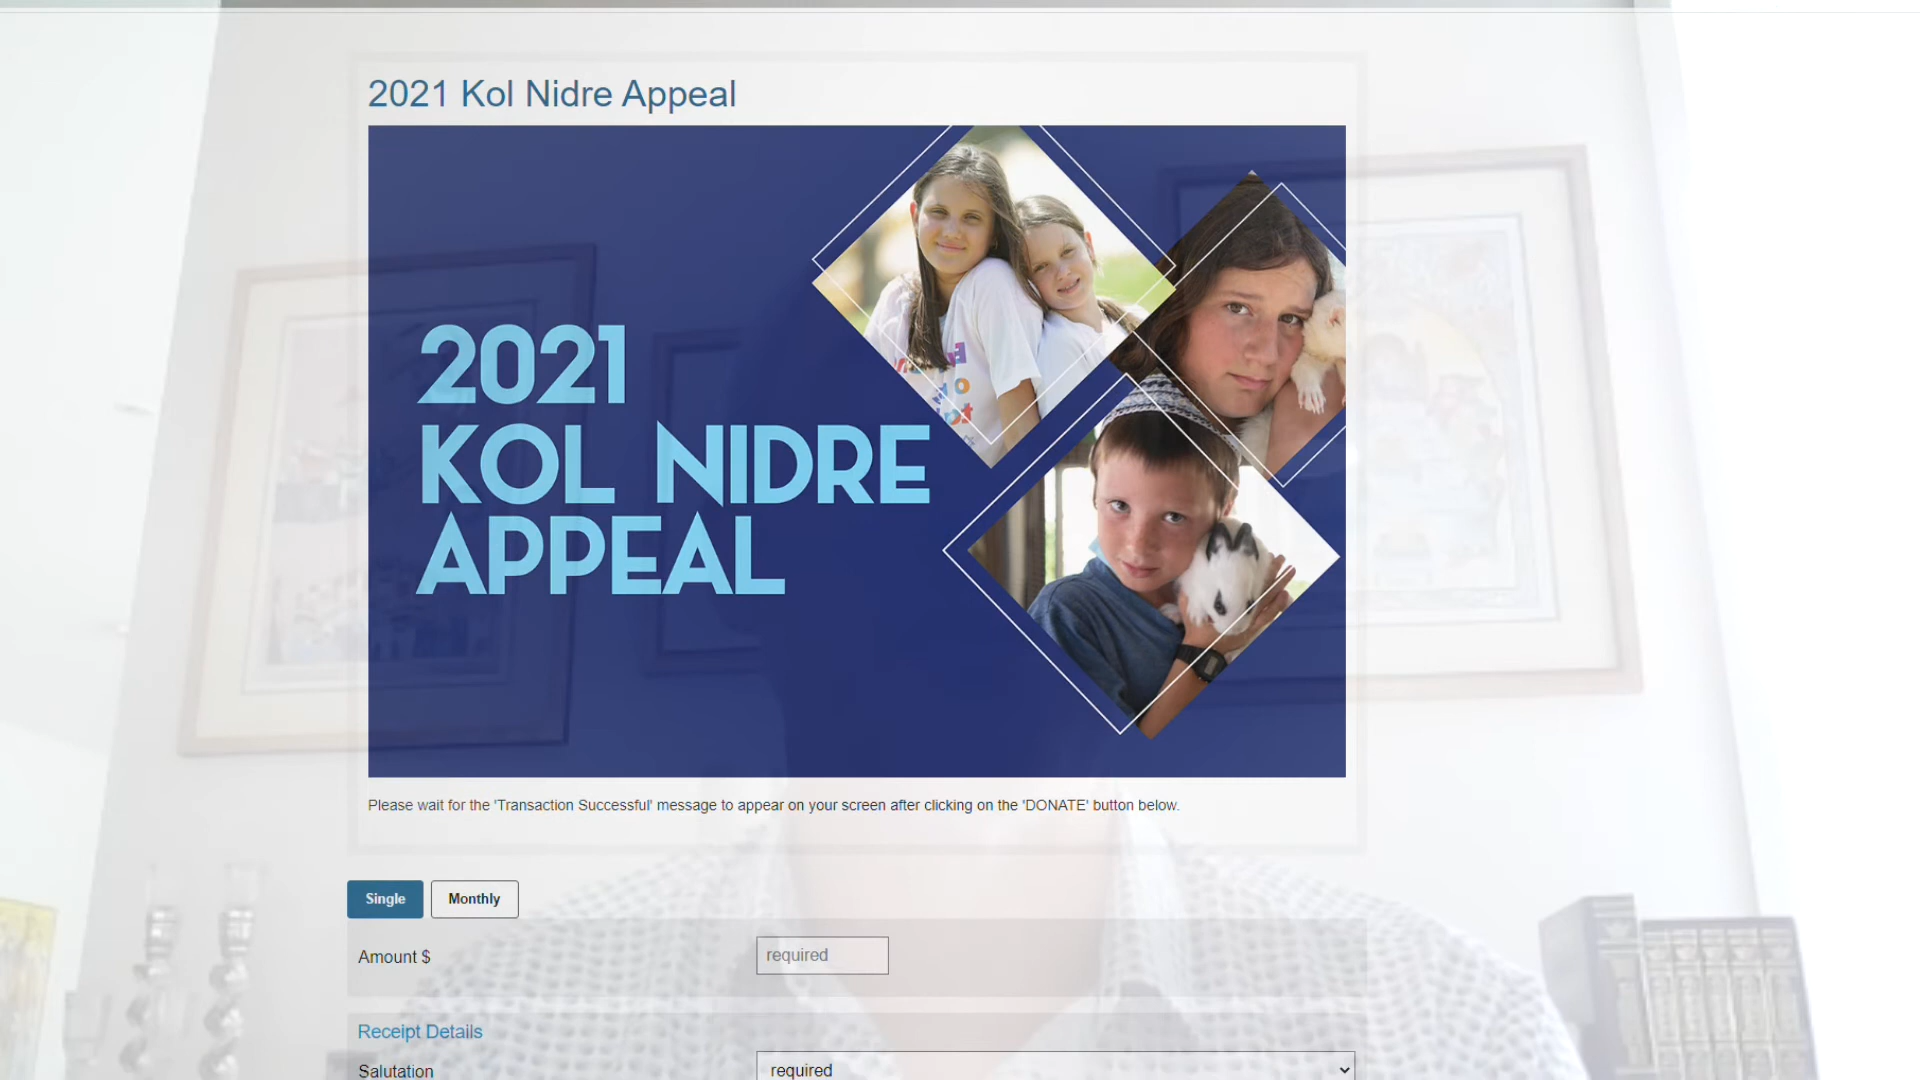 2021 Kol Nidre Appeal
2021
KOL NIDRE
APPEAL
Please wait for the 'Transaction Successful' message to appear on your screen after clicking on the 'DONATE' button below.
Single
Monthly
Amount $
required
Receipt Details
Salutation
required